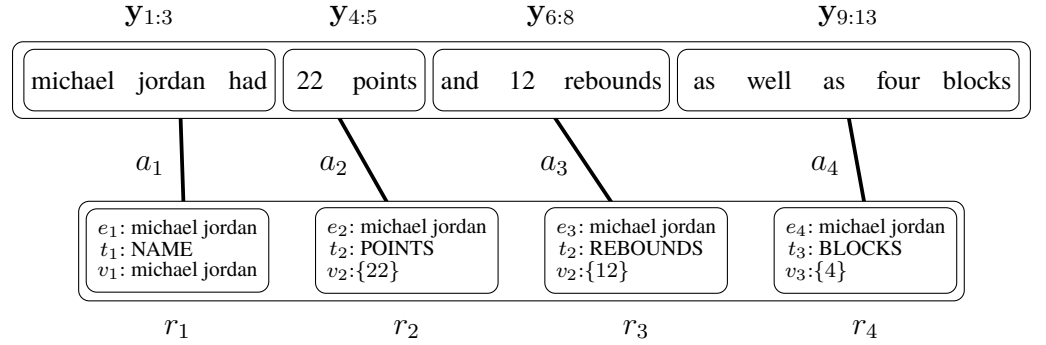 y1:3 y4:5 y6:8 y9:13
michael jordan had 22 points and 12 rebounds as well as four blocks
a1 a2 a3 a4
e1: michael jordan
t1: NAME
v1: michael jordan
e2: michael jordan
t2: POINTS
v2:{22}
e3: michael jordan
t2: REBOUNDS
v2:{12}
e4: michael jordan
t3: BLOCKS
v3:{4}
r1 r2 r3 r4